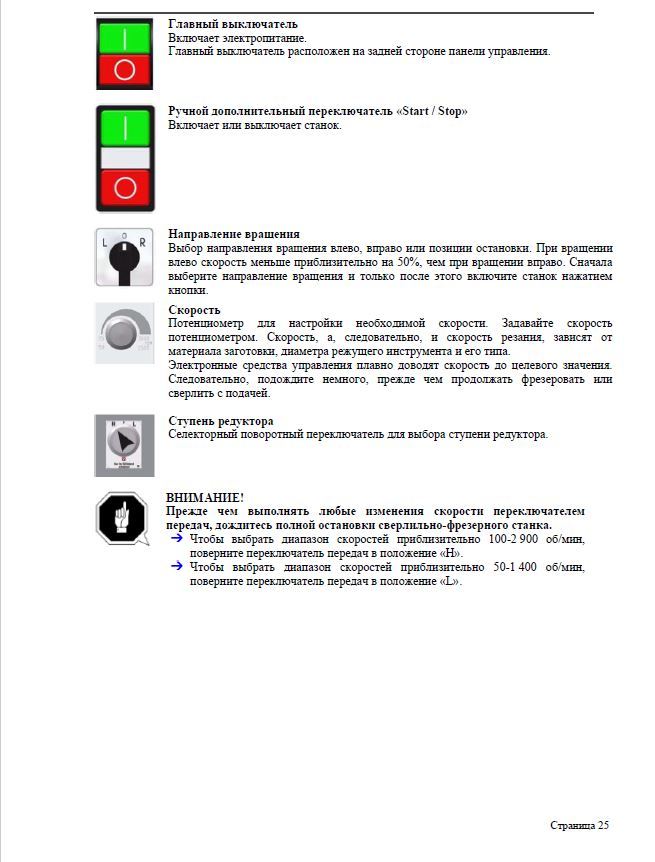 Главный выключатель
Включает электропитание.
Главный выключатель расположен на задней стороне панели управления.
Ручной дополнительный переключатель «Start / Stop»
Включает или выключает станок.
L O R
Направление вращения
Выбор направления вращения влево, вправо или позиции остановки. При вращении
влево скорость меньше приблизительно на 50%, чем при вращении вправо. Сначала
выберите направление вращения и только после этого включите станок нажатием
кнопки.
Скорость
Потенциометр для настройки необходимой скорости. Задавайте скорость
потенциометром. Скорость, а, следовательно, и скорость резания, зависят от
материала заготовки, диаметра режущего инструмента и его типа.
Электронные средства управления плавно доводят скорость до целевого значения.
Следовательно, подождите немного, прежде чем продолжать фрезеровать или
сверлить с подачей.
H L
Ступень редуктора
Селекторный поворотный переключатель для выбора ступени редуктора.
ВНИМАНИЕ!
Прежде чем выполнять любые изменения скорости переключателем
передач, дождитесь полной остановки сверлильно-фрезерного станка.
Чтобы выбрать диапазон скоростей приблизительно 100-2 900 об/мин,
поверните переключатель передач в положение «H».
Чтобы выбрать диапазон скоростей приблизительно 50-1 400 об/мин,
поверните переключатель передач в положение «L».
Страница 25